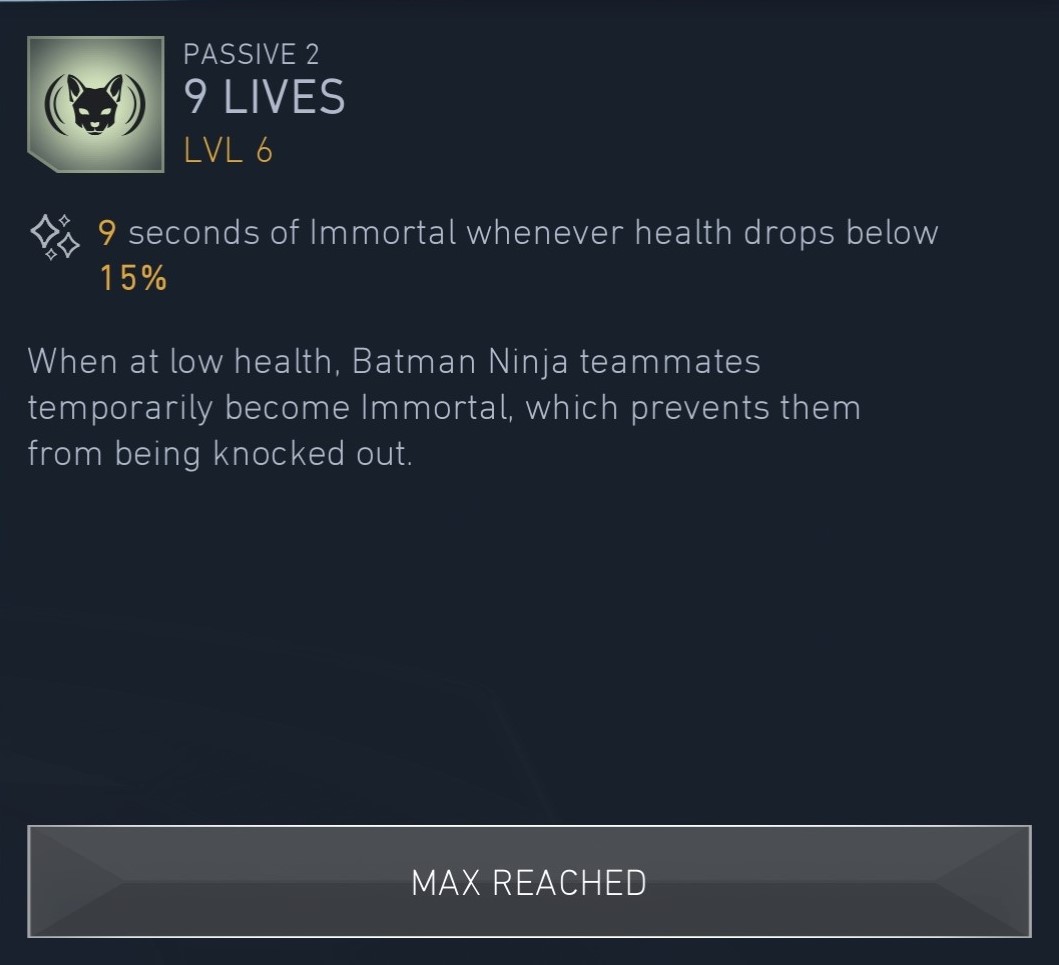 PASSIVE 2
9 LIVES
LVL 6
9 seconds of Immortal whenever health drops below
15%
When at low health, Batman Ninja teammates
temporarily become Immortal, which prevents them
from being knocked out.
MAX REACHED